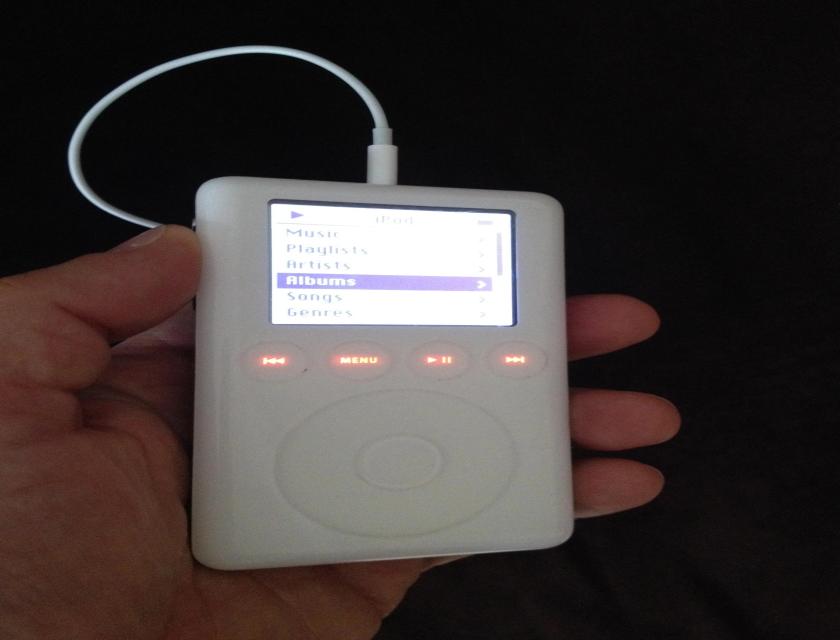 iPod
Music
Playlists
Artists
Albums
Songs
Genres
MENU